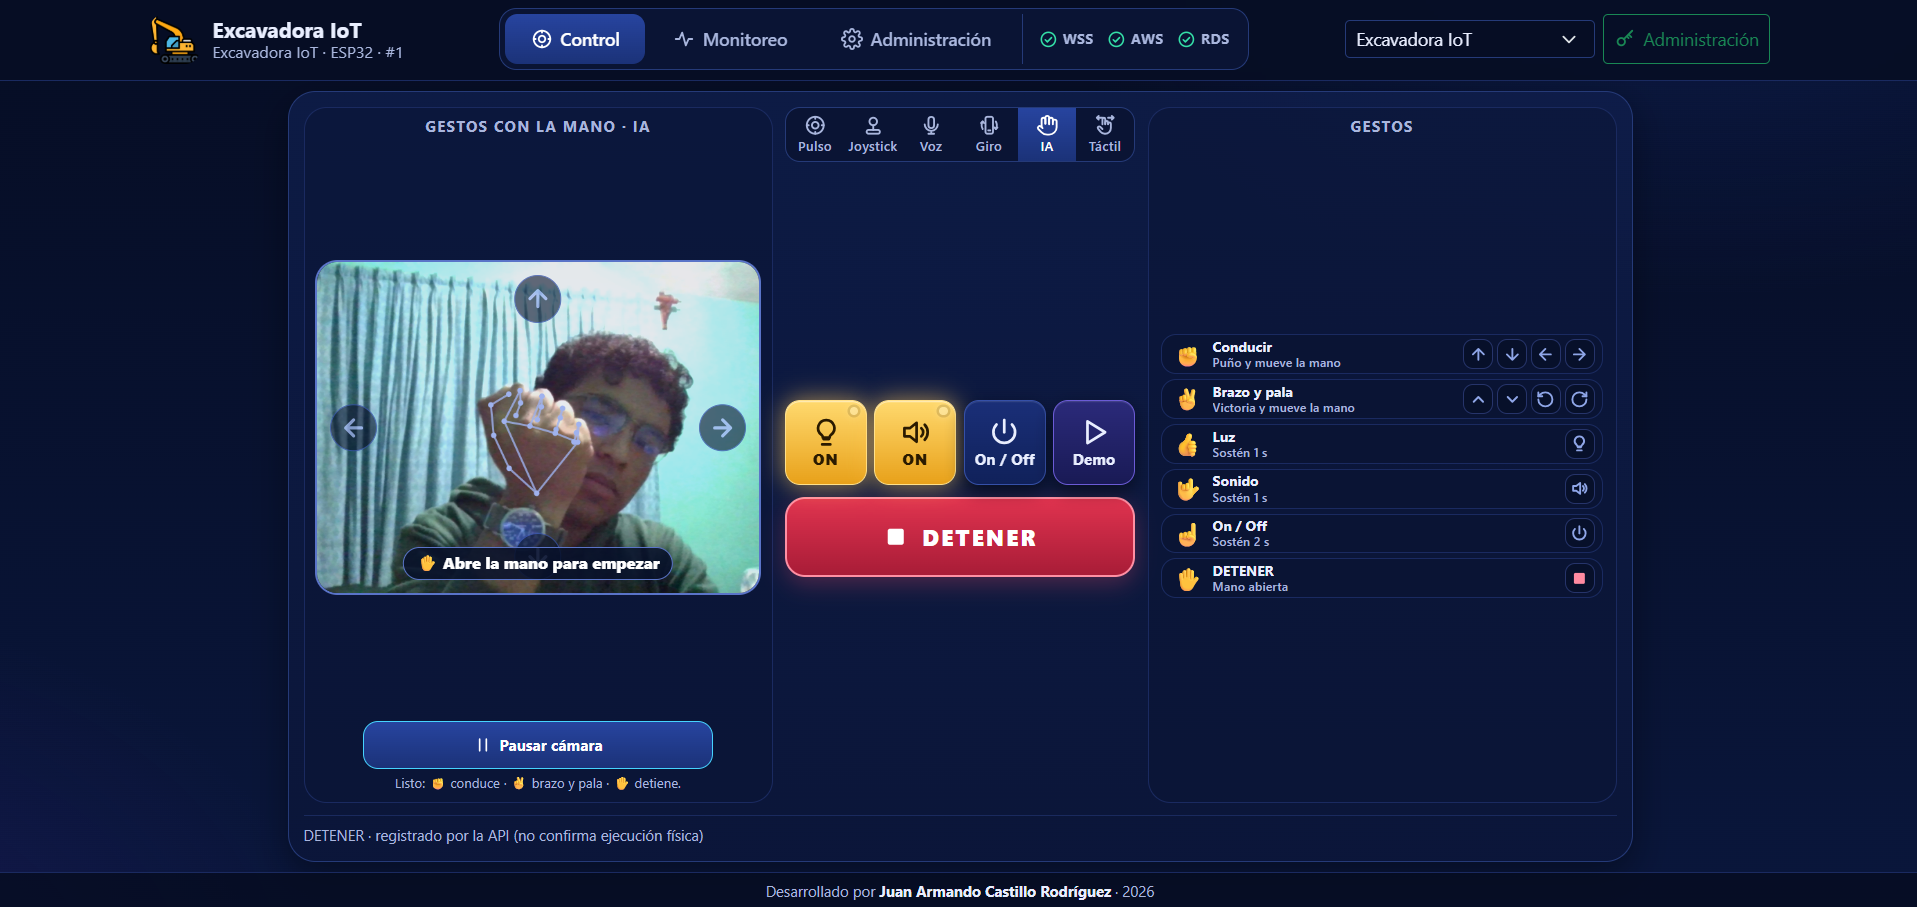 Excavadora IoT
Excavadora IoT · ESP32 · #1
Control
Monitoreo
Administración
WSS
AWS
RDS
Excavadora IoT
Administración
GESTOS CON LA MANO · IA
Abre la mano para empezar
Pausar cámara
Listo: ✊ conduce · ✌ brazo y pala · ✋ detiene.
Pulso
Joystick
Voz
Giro
IA
Táctil
ON
ON
On / Off
Demo
DETENER
GESTOS
Conducir
Puño y mueve la mano
Brazo y pala
Victoria y mueve la mano
Luz
Sostén 1 s
Sonido
Sostén 1 s
On / Off
Sostén 2 s
DETENER
Mano abierta
DETENER · registrado por la API (no confirma ejecución física)
Desarrollado por Juan Armando Castillo Rodríguez · 2026